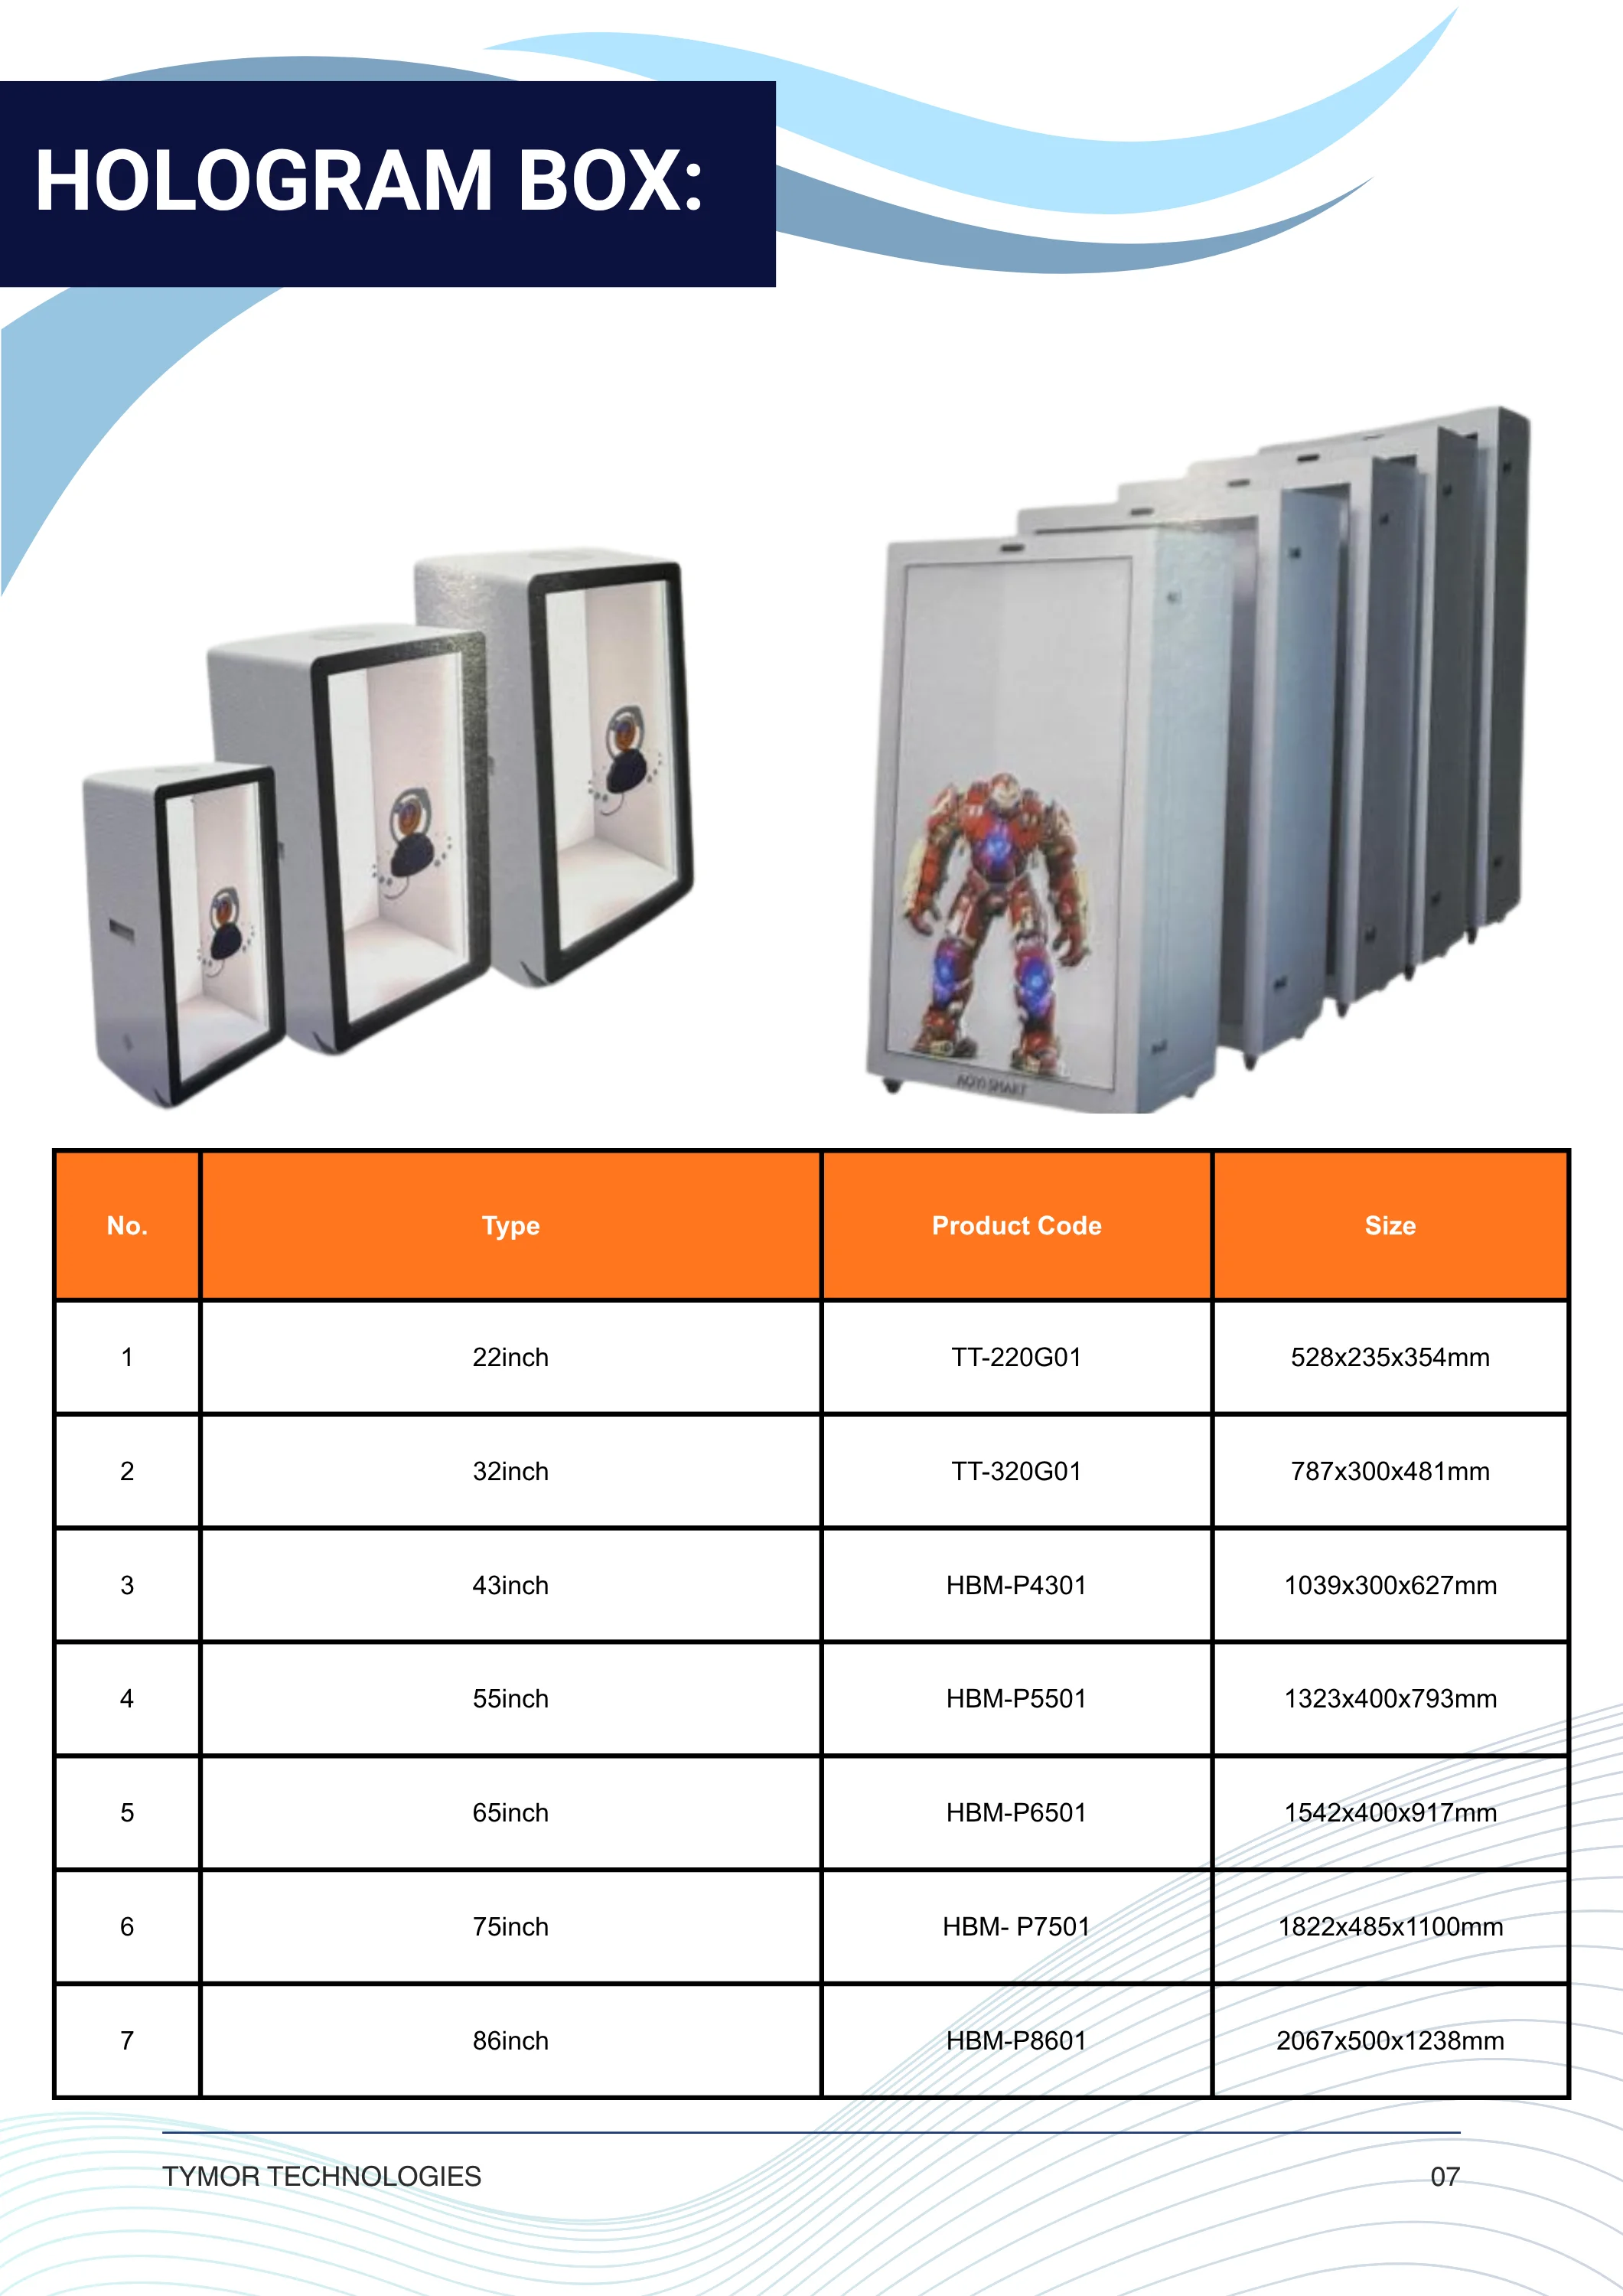 HOLOGRAM BOX:
AOYI SMART
No. Type Product Code Size
1 22inch TT-220G01 528x235x354mm
2 32inch TT-320G01 787x300x481mm
3 43inch HBM-P4301 1039x300x627mm
4 55inch HBM-P5501 1323x400x793mm
5 65inch HBM-P6501 1542x400x917mm
6 75inch HBM- P7501 1822x485x1100mm
7 86inch HBM-P8601 2067x500x1238mm
TYMOR TECHNOLOGIES 07